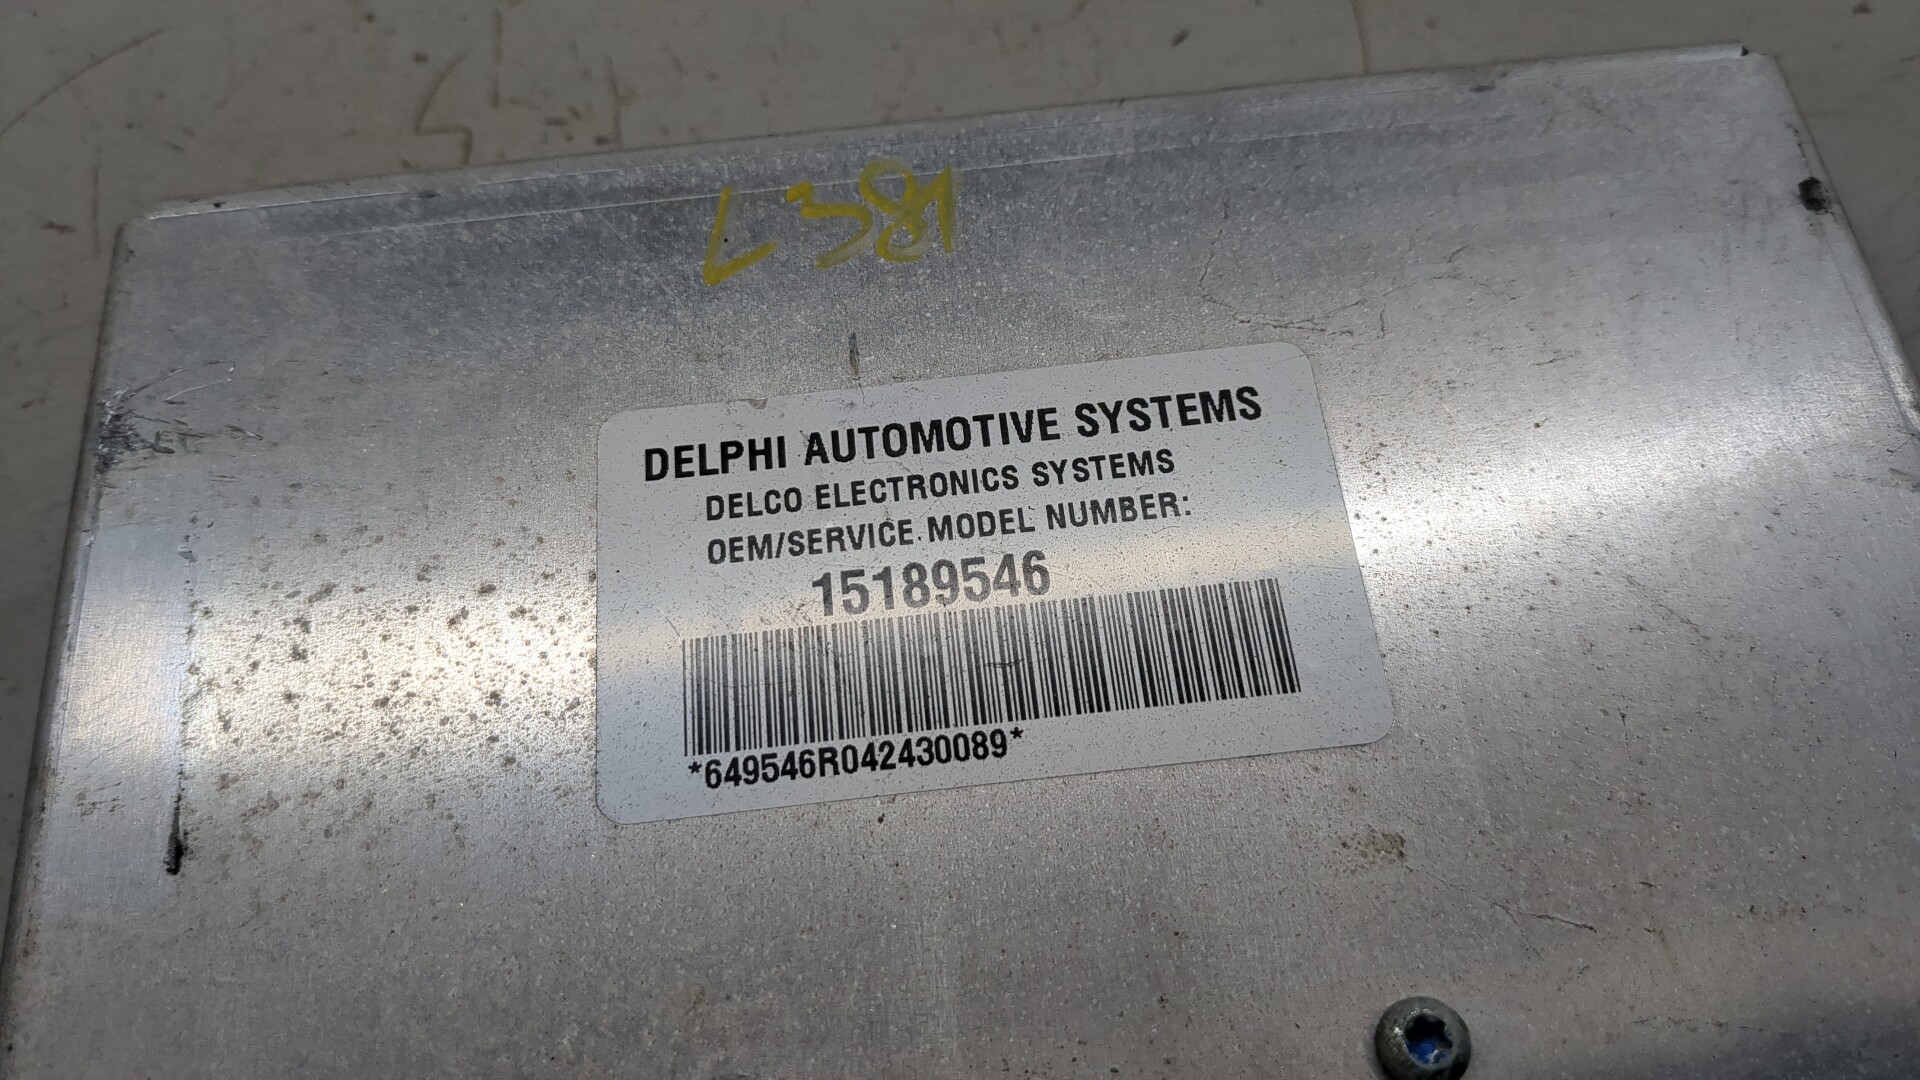 L381
DELPHI AUTOMOTIVE SYSTEMS
DELCO ELECTRONICS SYSTEMS
OEM/SERVICE MODEL NUMBER:
15189546
*649546R042430089*